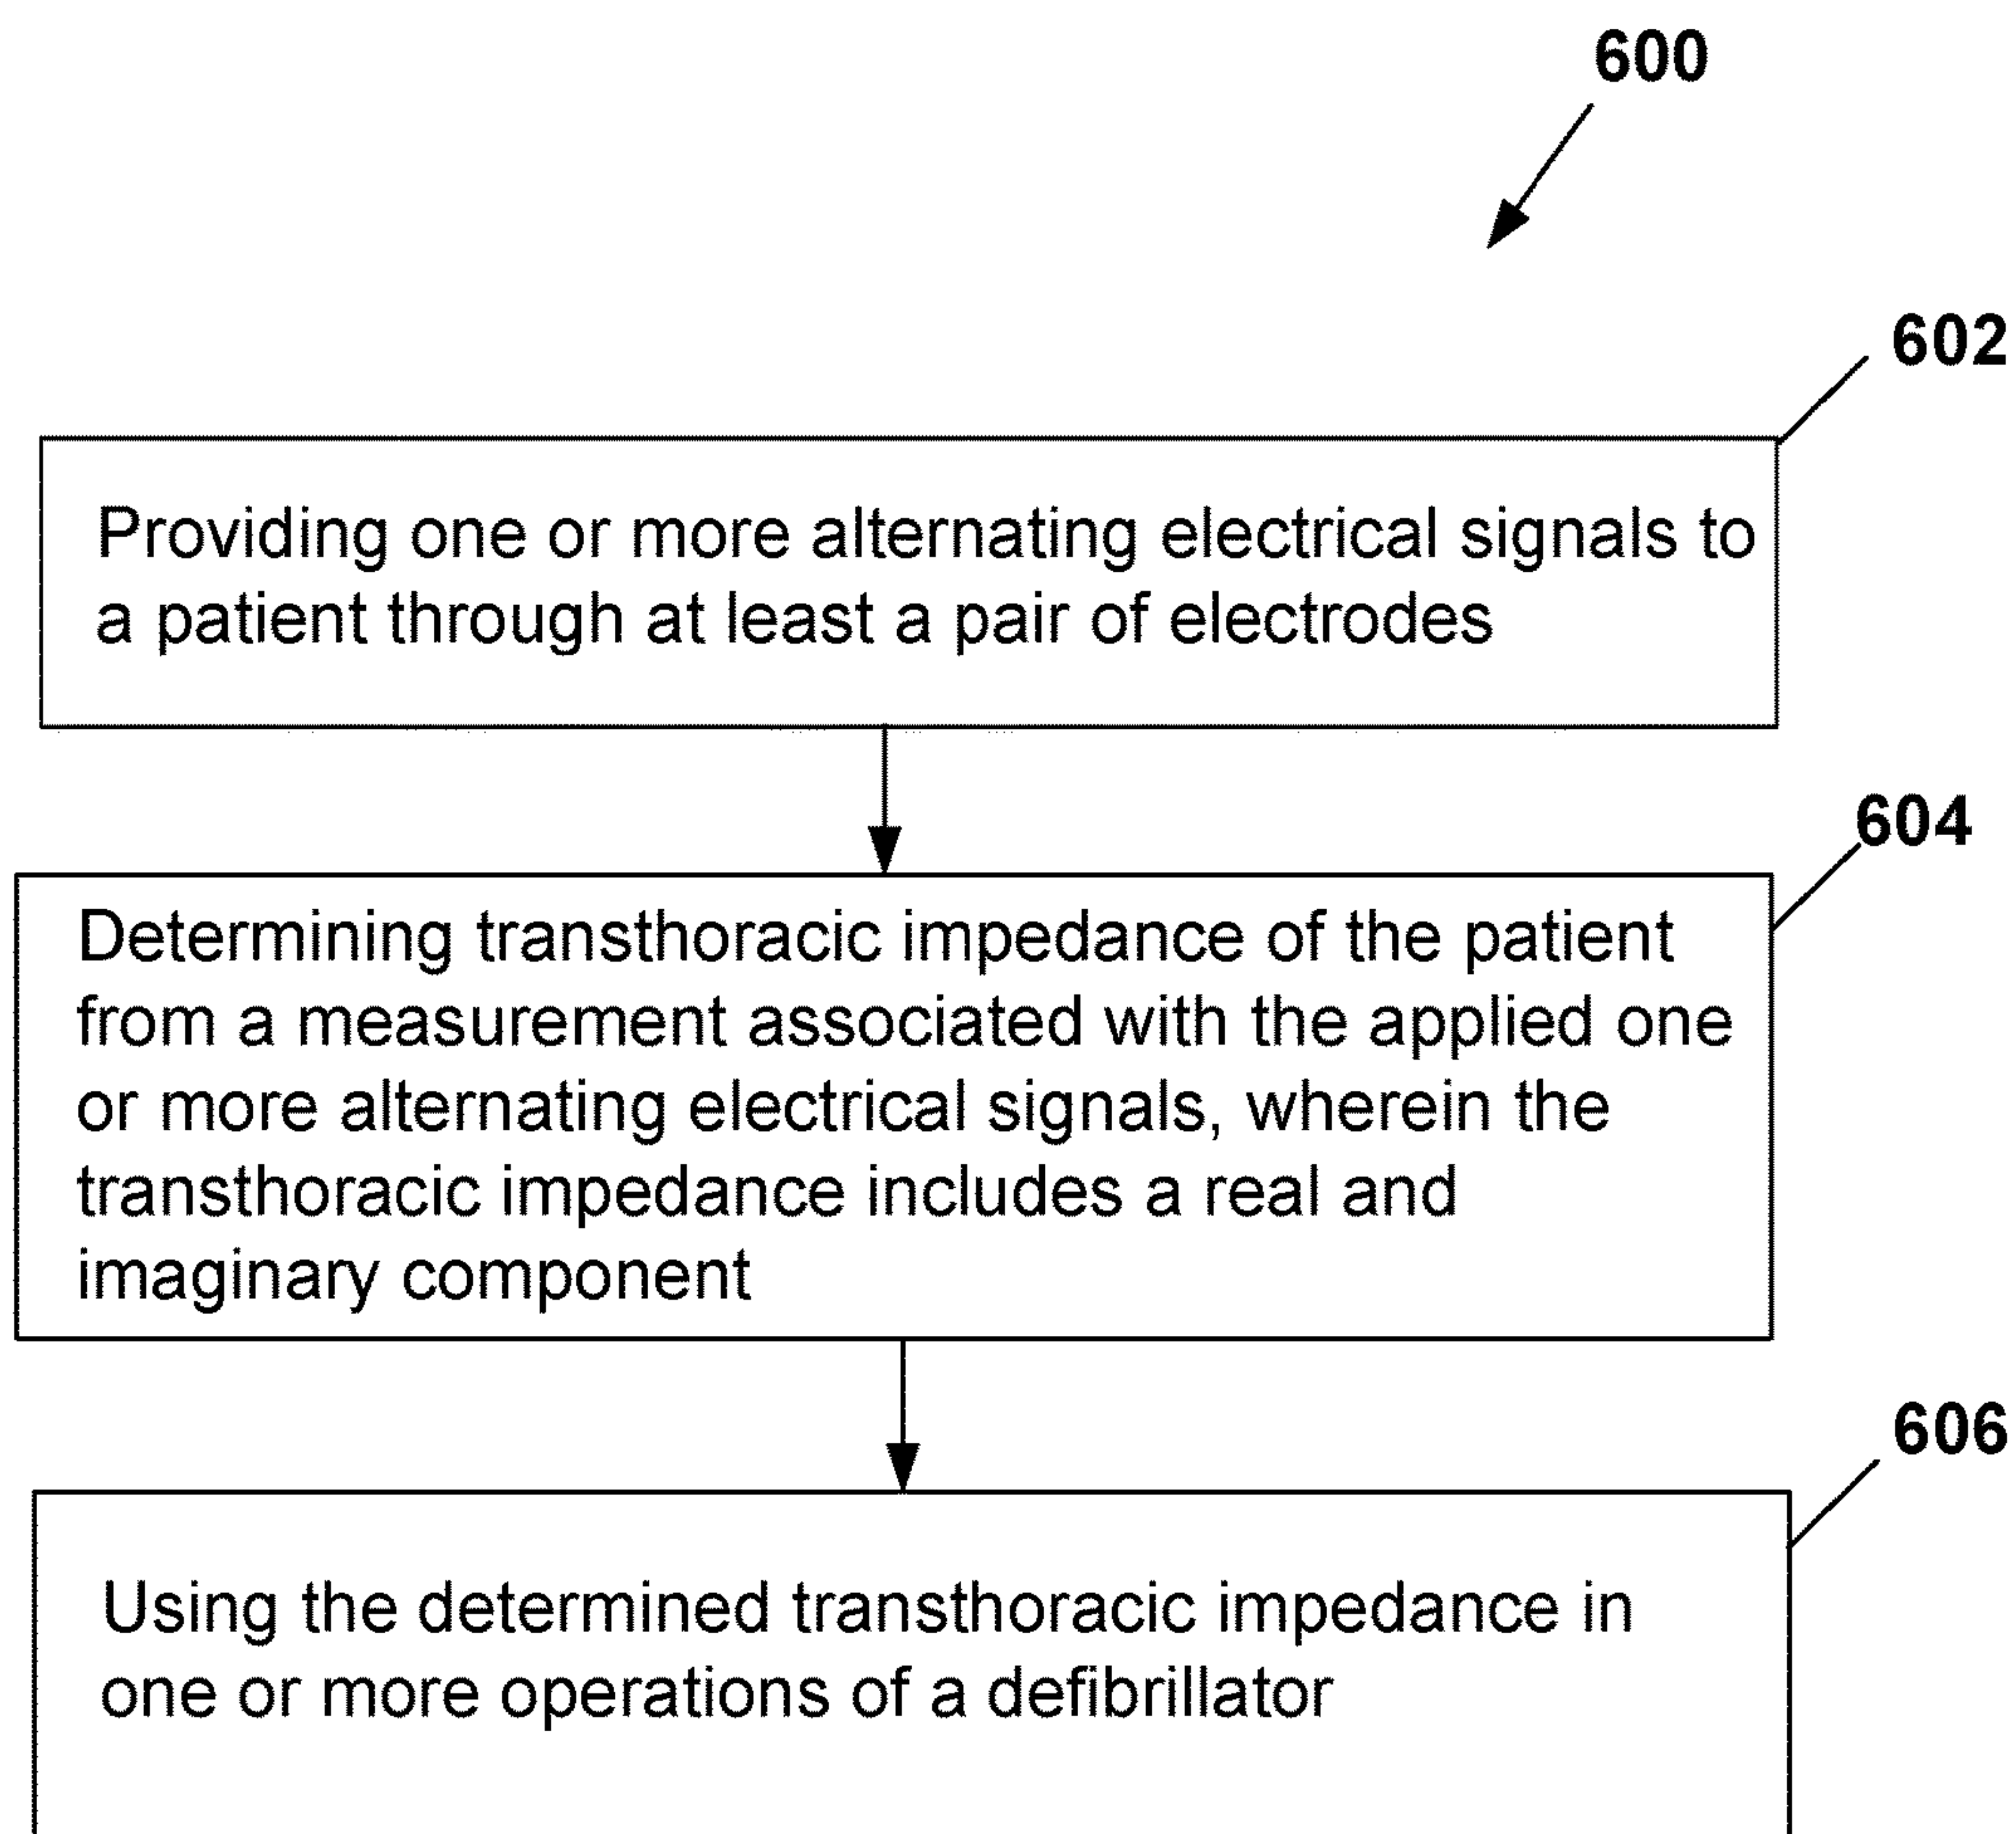 600
602
Providing one or more alternating electrical signals to
a patient through at least a pair of electrodes
604
Determining transthoracic impedance of the patient
from a measurement associated with the applied one
or more alternating electrical signals, wherein the
transthoracic impedance includes a real and
imaginary component
606
Using the determined transthoracic impedance in
one or more operations of a defibrillator